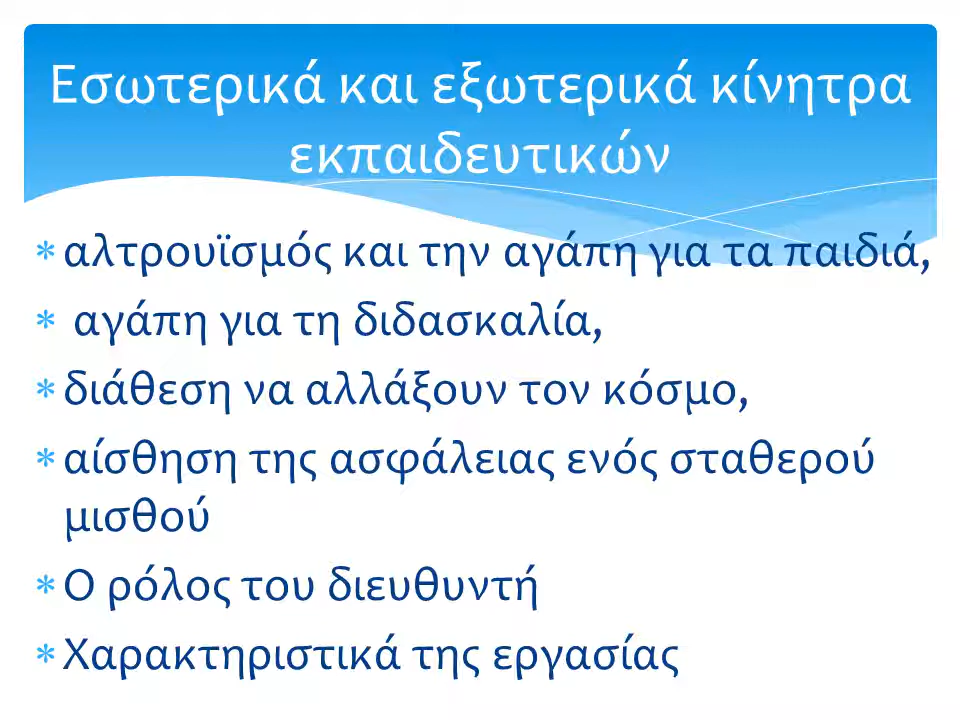 Εσωτερικά και εξωτερικά κίνητρα
εκπαιδευτικών
* αλτρουϊσμός και την αγάπη για τα παιδιά,
* αγάπη για τη διδασκαλία,
* διάθεση να αλλάξουν τον κόσμο,
* αίσθηση της ασφάλειας ενός σταθερού
μισθού
* Ο ρόλος του διευθυντή
* Χαρακτηριστικά της εργασίας